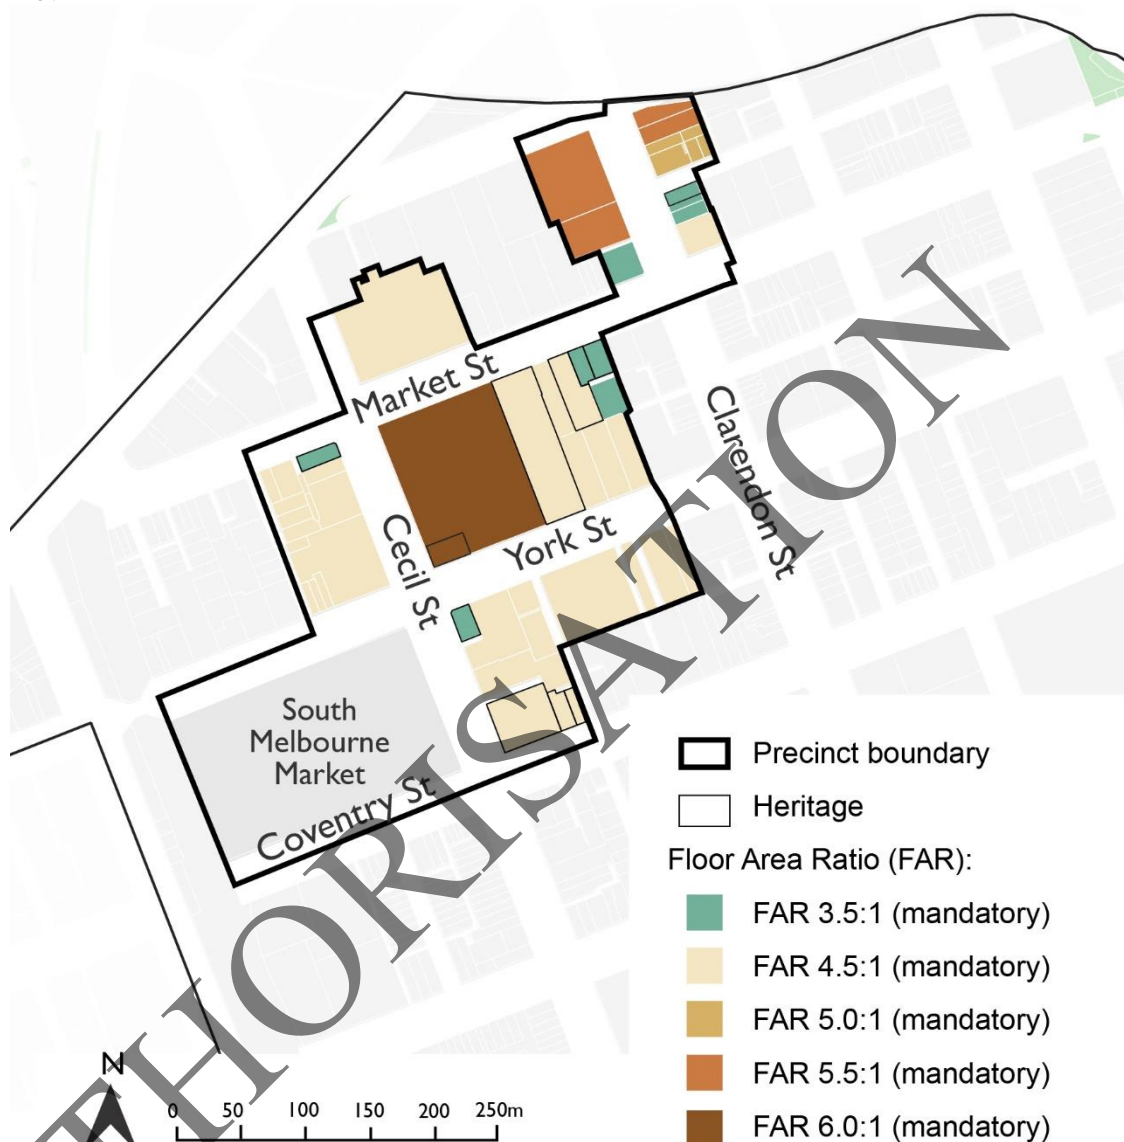 Market St
Clarendon St
Cecil St
York St
South
Melbourne
Market
Coventry St
Precinct boundary
Heritage
Floor Area Ratio (FAR):
FAR 3.5:1 (mandatory)
FAR 4.5:1 (mandatory)
FAR 5.0:1 (mandatory)
FAR 5.5:1 (mandatory)
FAR 6.0:1 (mandatory)
N
0 50 100 150 200 250m
THORISATION